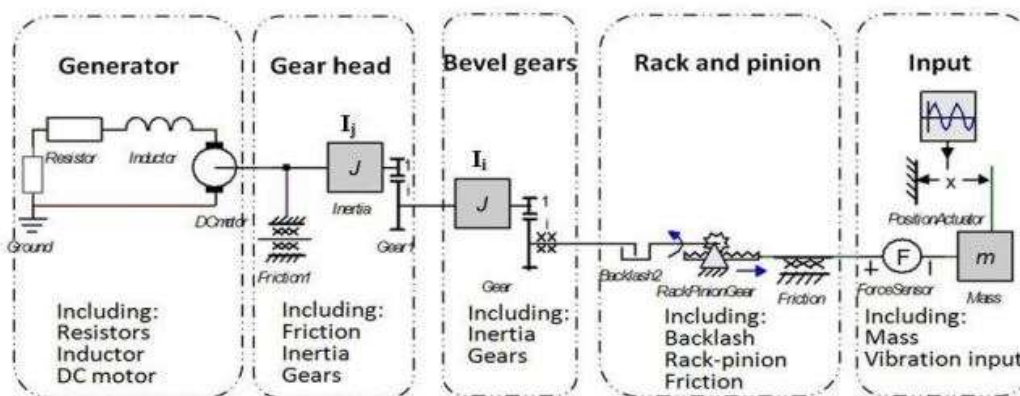 Generator
Gear head
Bevel gears
Rack and pinion
Input
Resistor
Inductor
DCmotor
Ground
I_j
J
Inertia
1
i
Gear1
Friction1
I_i
J
1
i
Gear
Backlash2
RackPinionGear
Friction
x
PositionActuator
F
ForceSensor
m
Mass
Including:
Resistors
Inductor
DC motor
Including:
Friction
Inertia
Gears
Including:
Inertia
Gears
Including:
Backlash
Rack-pinion
Friction
Including:
Mass
Vibration input